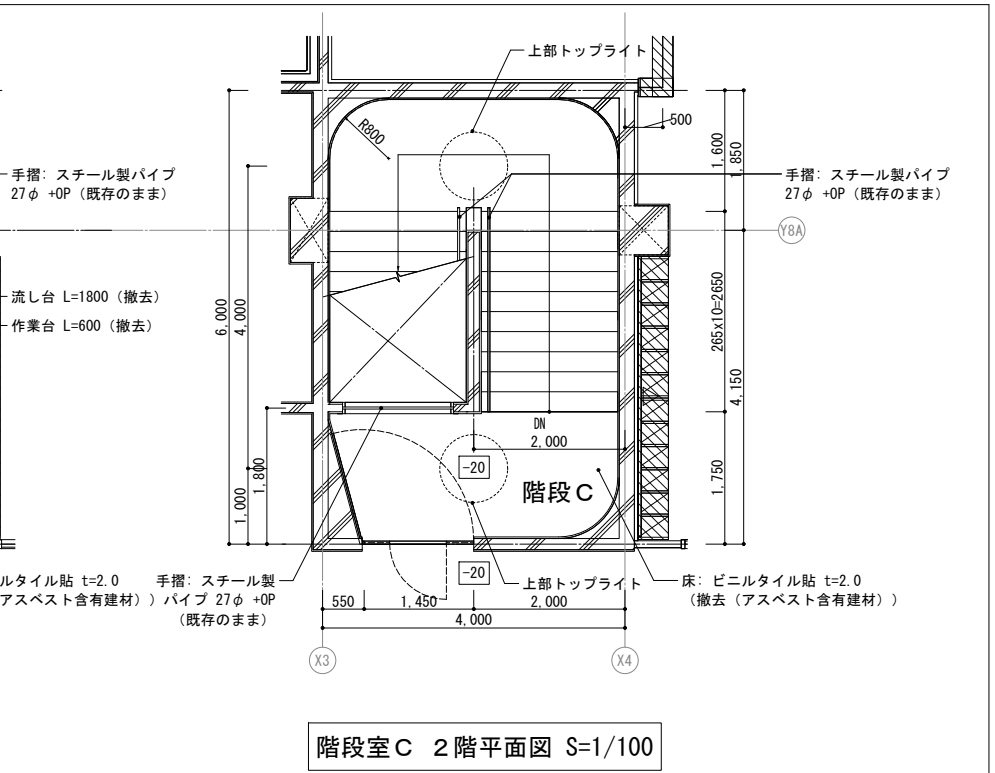 上部トップライト
R800
500
1,600
1,850
手摺: スチール製パイプ
27φ +OP（既存のまま）
手摺: スチール製パイプ
27φ +OP（既存のまま）
Y8A
流し台 L=1800（撤去）
作業台 L=600（撤去）
6,000
4,000
265x10=2650
4,150
DN
2,000
-20
階段C
1,800
1,000
1,750
ルタイル貼 t=2.0
アスベスト含有建材））
手摺: スチール製
パイプ 27φ +OP
（既存のまま）
-20
上部トップライト
床: ビニルタイル貼 t=2.0
（撤去（アスベスト含有建材））
550
1,450
2,000
4,000
X3
X4
階段室C 2階平面図 S=1/100